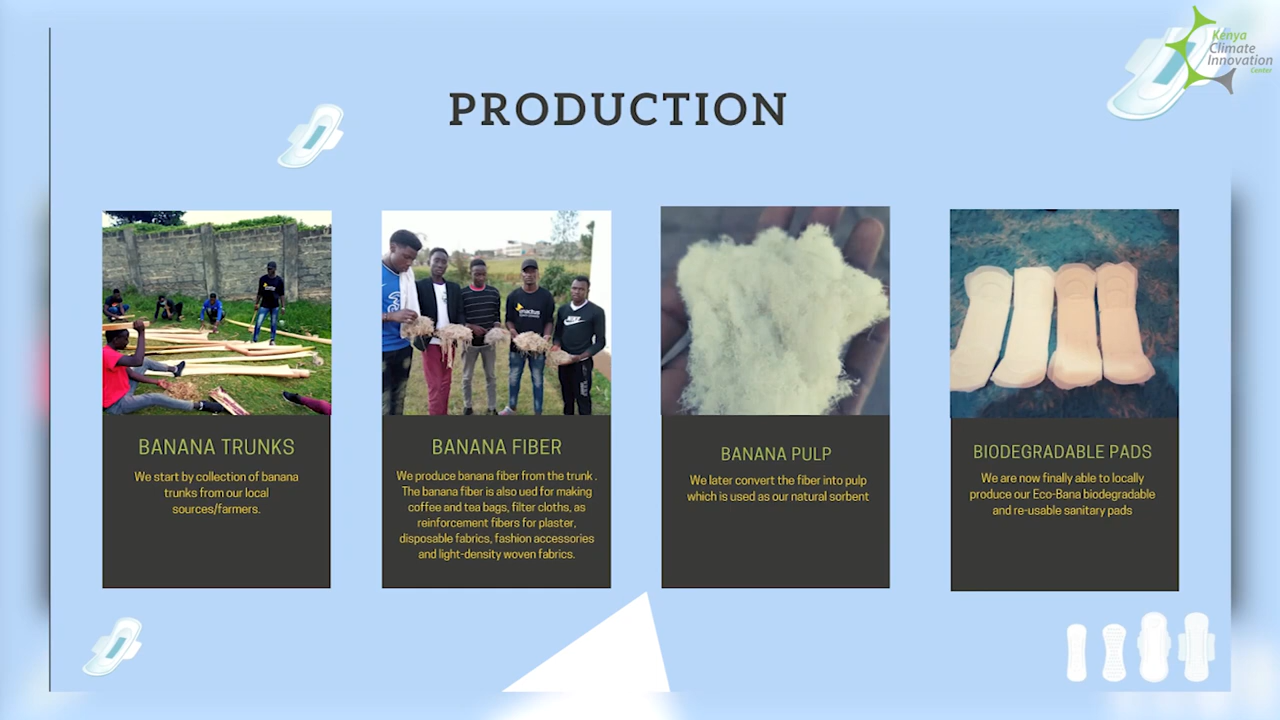 Kenya
Climate
Innovation
Center
PRODUCTION
BANANA TRUNKS
We start by collection of banana
trunks from our local
sources/farmers.
BANANA FIBER
We produce banana fiber from the trunk .
The banana fiber is also ued for making
coffee and tea bags, filter cloths, as
reinforcement fibers for plaster,
disposable fabrics, fashion accessories
and light-density woven fabrics.
BANANA PULP
We later convert the fiber into pulp
which is used as our natural sorbent
BIODEGRADABLE PADS
We are now finally able to locally
produce our Eco-Bana biodegradable
and re-usable sanitary pads